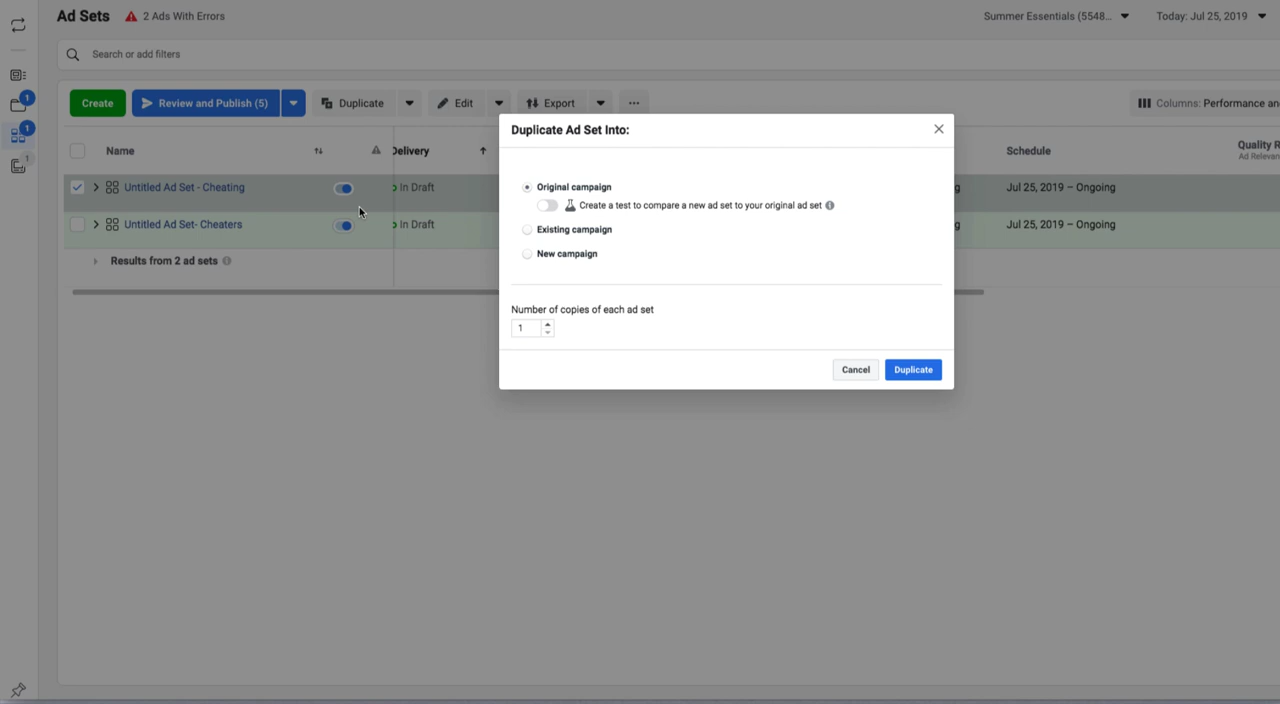 Ad Sets 2 Ads With Errors Summer Essentials (5548... Today: Jul 25, 2019
Search or add filters
1
Create Review and Publish (5) Duplicate Edit Export ... Columns: Performance an
1
Duplicate Ad Set Into:
Name Delivery Schedule Quality R
Ad Relevan
1
Untitled Ad Set - Cheating In Draft Original campaign g Jul 25, 2019 – Ongoing
Create a test to compare a new ad set to your original ad set
Untitled Ad Set- Cheaters In Draft Existing campaign g Jul 25, 2019 – Ongoing
New campaign
Results from 2 ad sets
Number of copies of each ad set
1
Cancel Duplicate